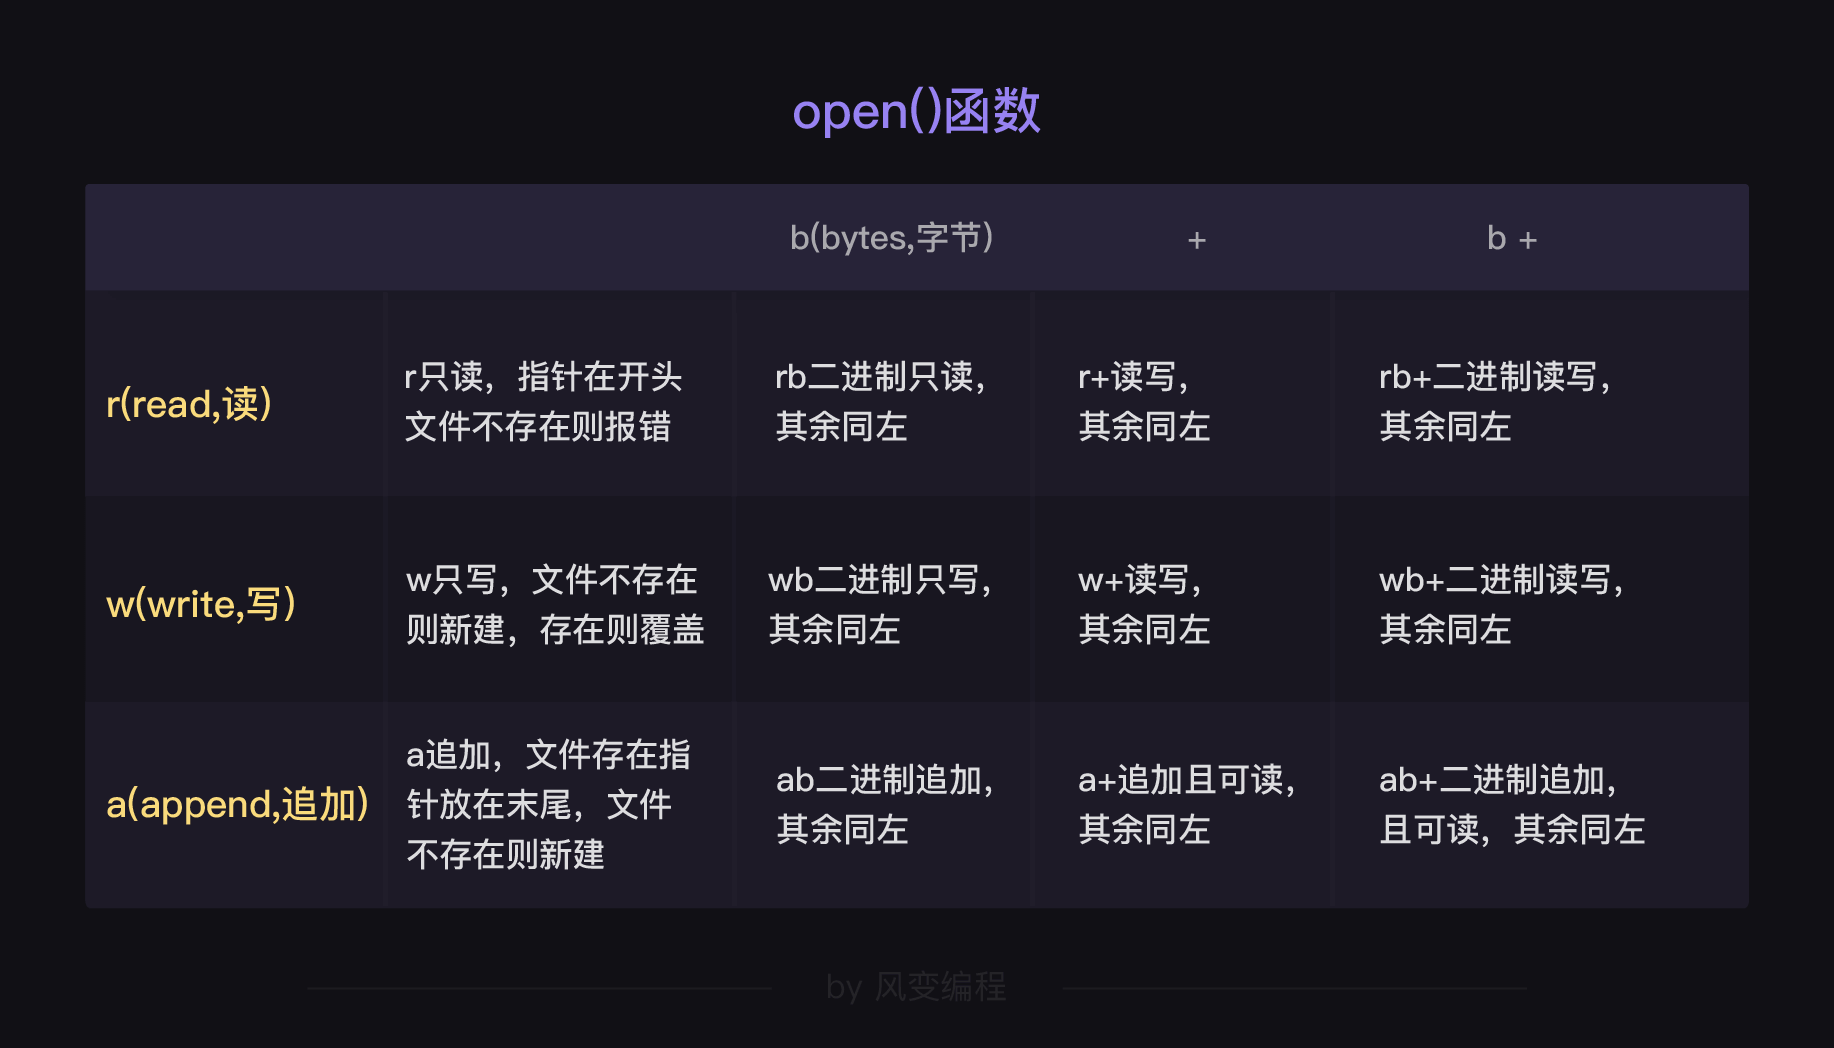 open()函数
b(bytes,字节)
+
b +
r(read,读)
r只读，指针在开头
文件不存在则报错
rb二进制只读，
其余同左
r+读写，
其余同左
rb+二进制读写，
其余同左
w(write,写)
w只写，文件不存在
则新建，存在则覆盖
wb二进制只写，
其余同左
w+读写，
其余同左
wb+二进制读写，
其余同左
a(append,追加)
a追加，文件存在指
针放在末尾，文件
不存在则新建
ab二进制追加，
其余同左
a+追加且可读，
其余同左
ab+二进制追加，
且可读，其余同左
by 风变编程